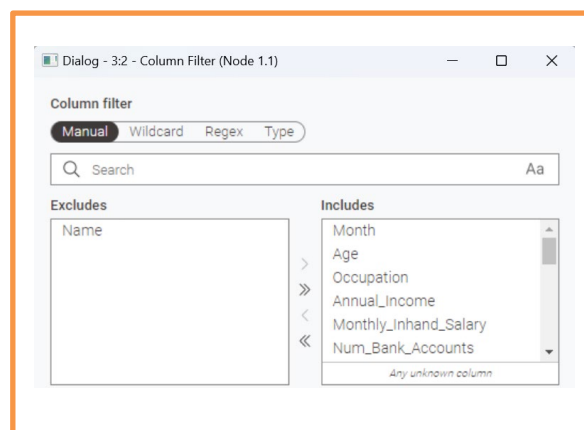 Dialog - 3:2 - Column Filter (Node 1.1)
Column filter
Manual Wildcard Regex Type
Search Aa
Excludes
Name
Includes
Month
Age
Occupation
Annual_Income
Monthly_Inhand_Salary
Num_Bank_Accounts
Any unknown column